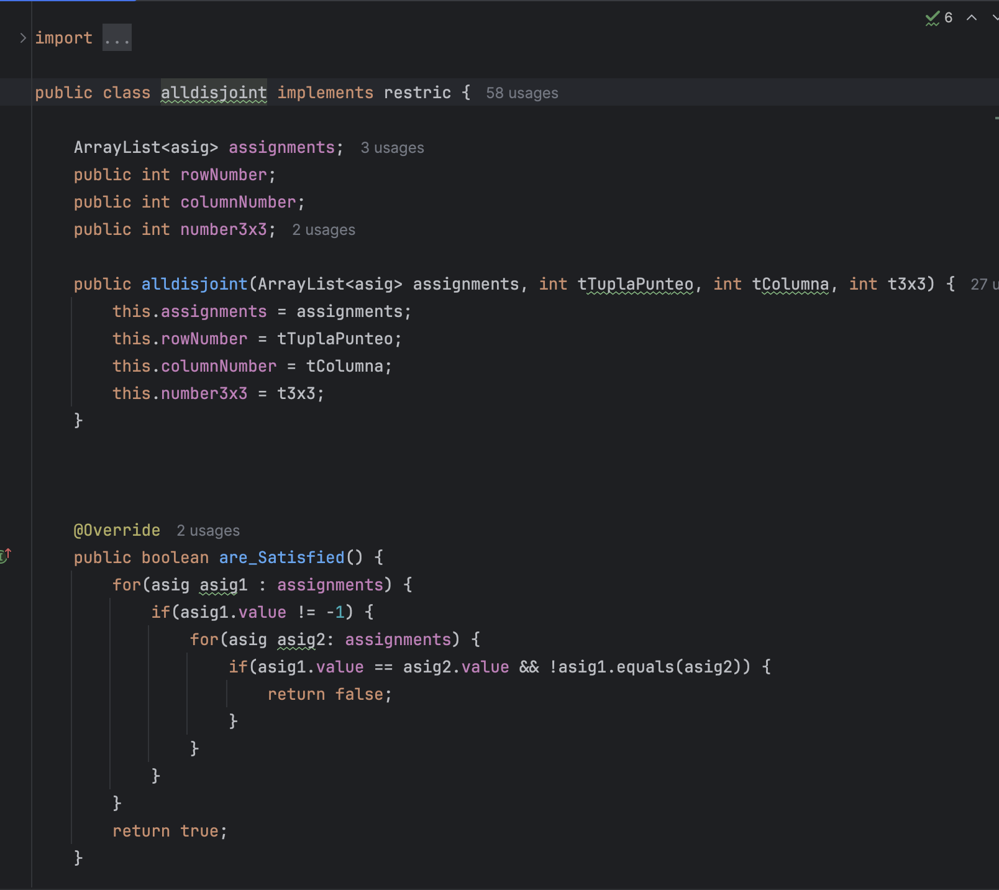 6
import ...
public class alldisjoint implements restric { 58 usages
ArrayList<asig> assignments; 3 usages
public int rowNumber;
public int columnNumber;
public int number3x3; 2 usages
public alldisjoint(ArrayList<asig> assignments, int tTuplaPunteo, int tColumna, int t3x3) { 27 u
this.assignments = assignments;
this.rowNumber = tTuplaPunteo;
this.columnNumber = tColumna;
this.number3x3 = t3x3;
}
@Override 2 usages
public boolean are_Satisfied() {
for(asig asig1 : assignments) {
if(asig1.value != -1) {
for(asig asig2: assignments) {
if(asig1.value == asig2.value && !asig1.equals(asig2)) {
return false;
}
}
}
}
return true;
}